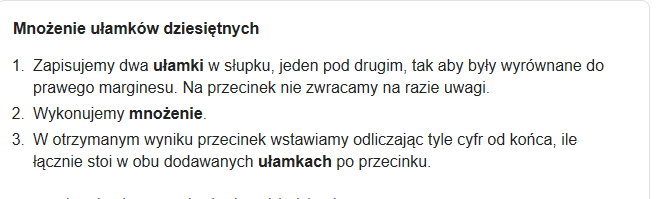 Mnożenie ułamków dziesiętnych
1. Zapisujemy dwa ułamki w słupku, jeden pod drugim, tak aby były wyrównane do
prawego marginesu. Na przecinek nie zwracamy na razie uwagi.
2. Wykonujemy mnożenie.
3. W otrzymanym wyniku przecinek wstawiamy odliczając tyle cyfr od końca, ile
łącznie stoi w obu dodawanych ułamkach po przecinku.